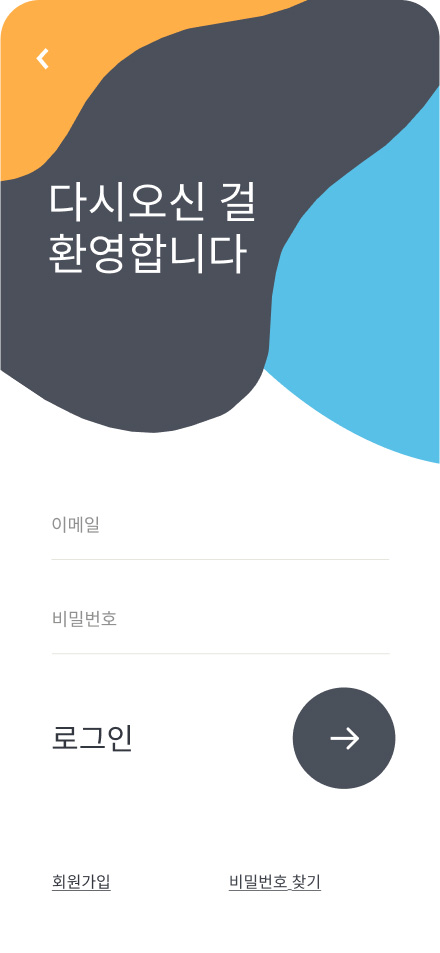 다시오신 걸
환영합니다
이메일
비밀번호
로그인
회원가입
비밀번호 찾기